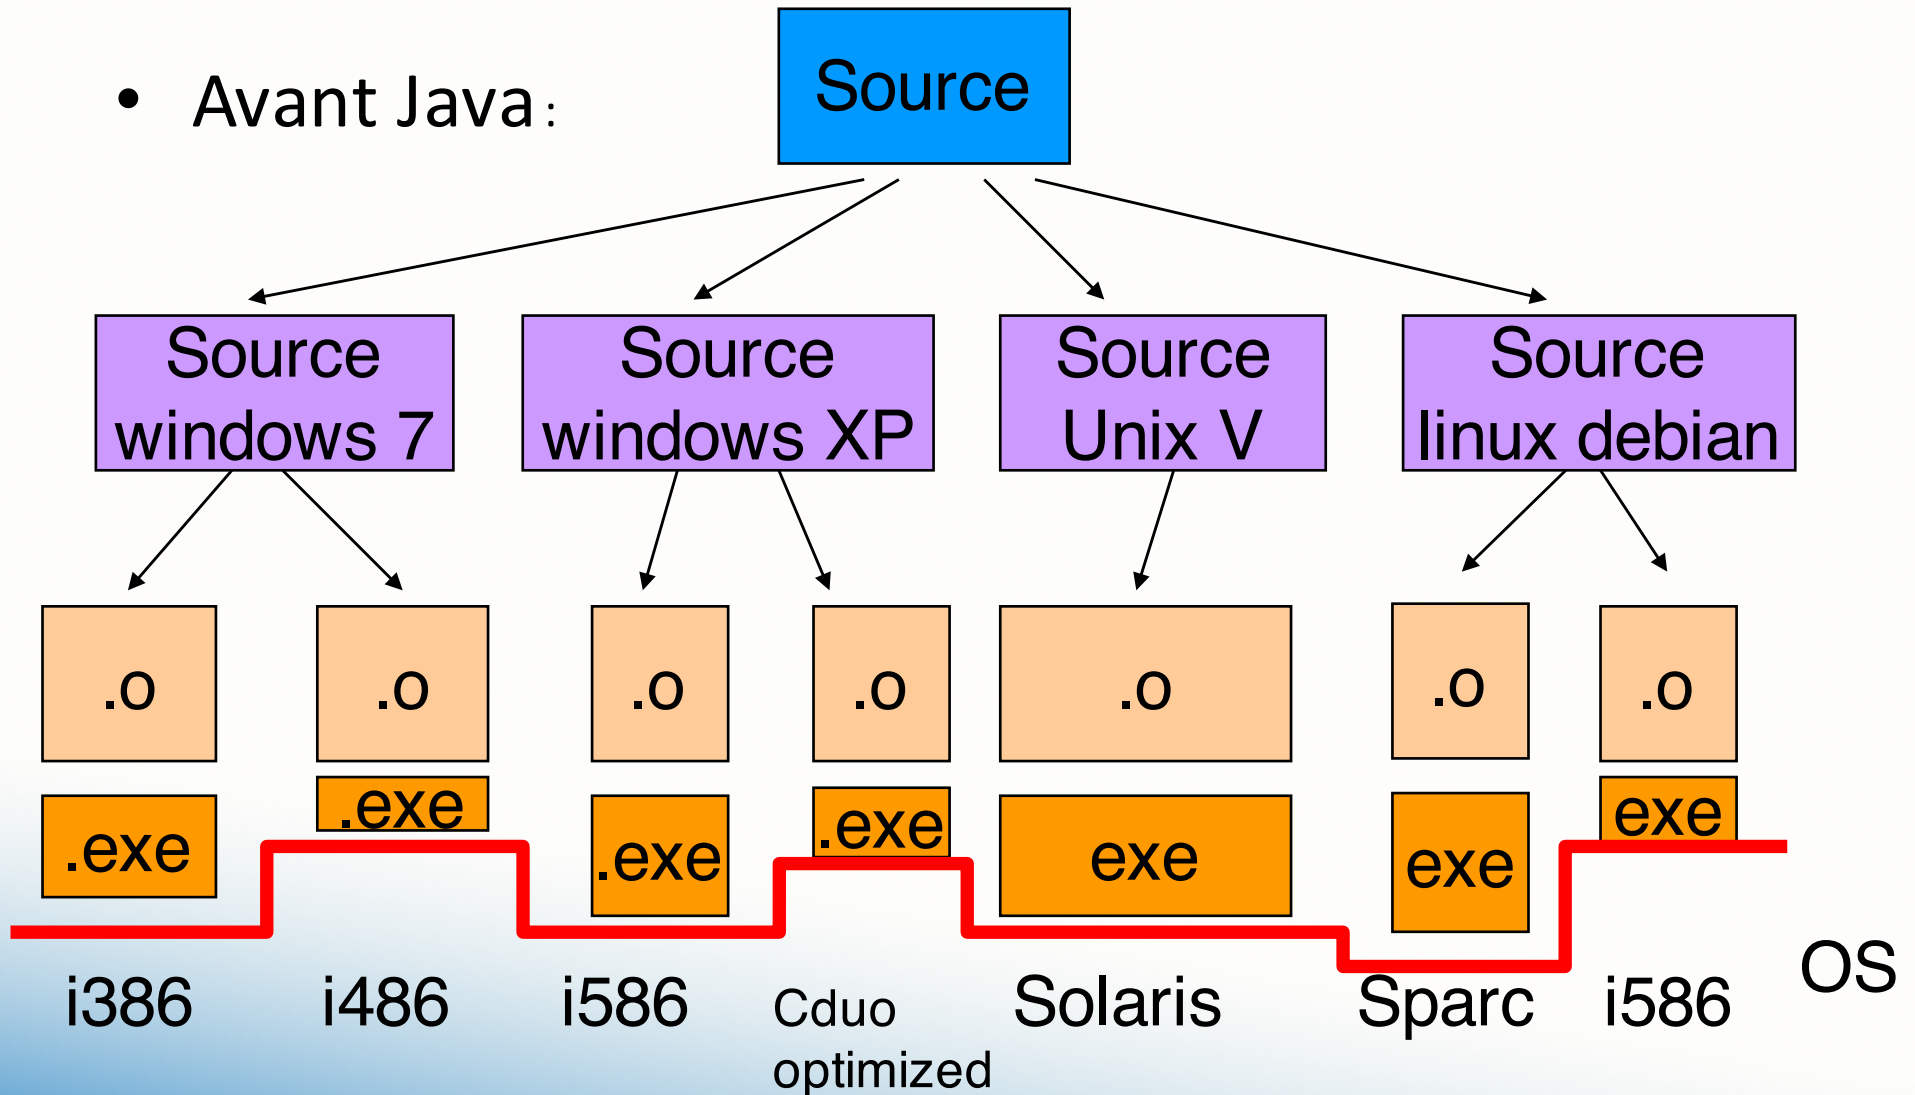 • Avant Java :
Source
Source
windows 7
Source
windows XP
Source
Unix V
Source
linux debian
.o
.o
.o
.o
.o
.o
.o
.exe
.exe
.exe
.exe
exe
exe
exe
OS
i386
i486
i586
Cduo
optimized
Solaris
Sparc
i586